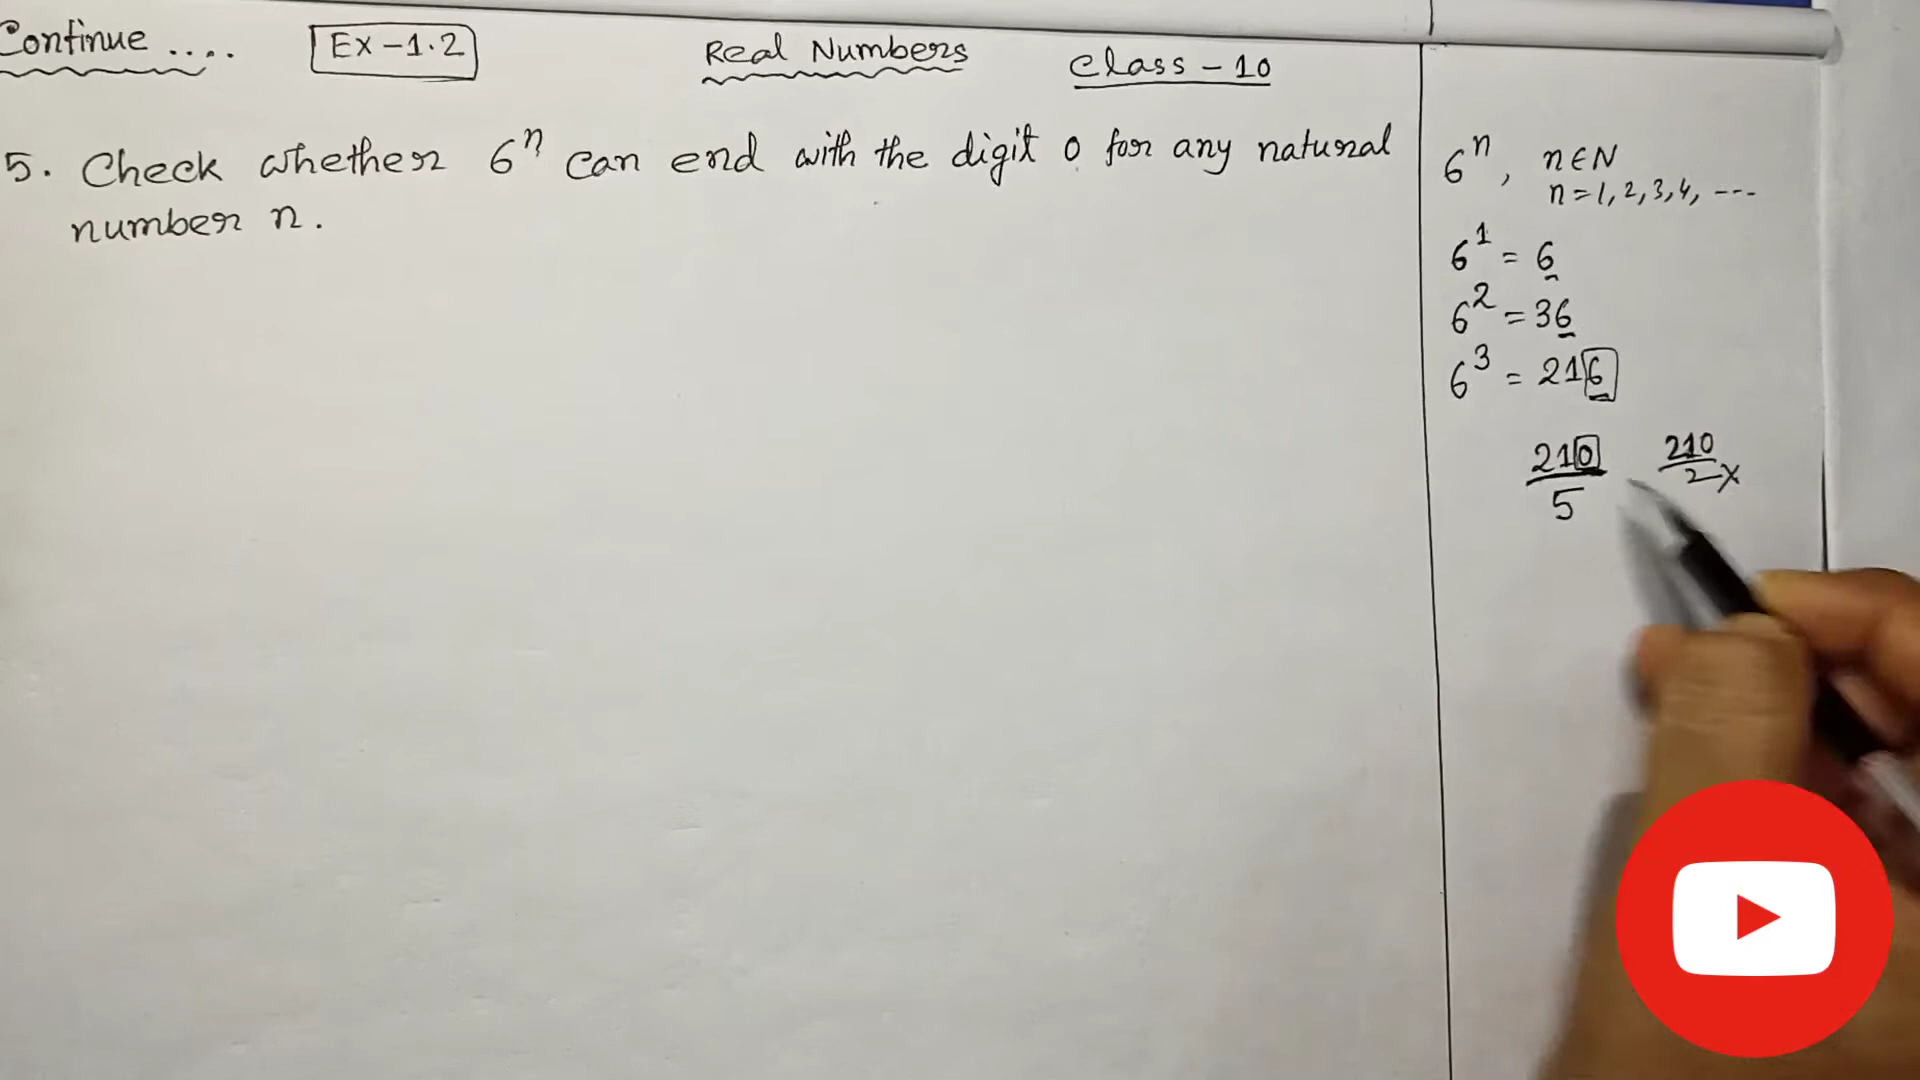 Continue ....
Ex - 1.2
Real Numbers
Class - 10
5. Check whether 6ⁿ can end with the digit 0 for any natural
number n.
6ⁿ, n∈N
n = 1, 2, 3, 4, ----
6¹ = 6
6² = 36
6³ = 216
210/5 210/2 ×